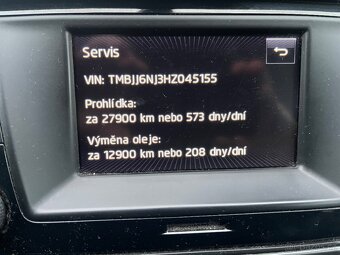 Servis
VIN: TMBJJ6NJ3HZ045155
Prohlídka:
za 27900 km nebo 573 dny/dní
Výměna oleje:
za 12900 km nebo 208 dny/dní